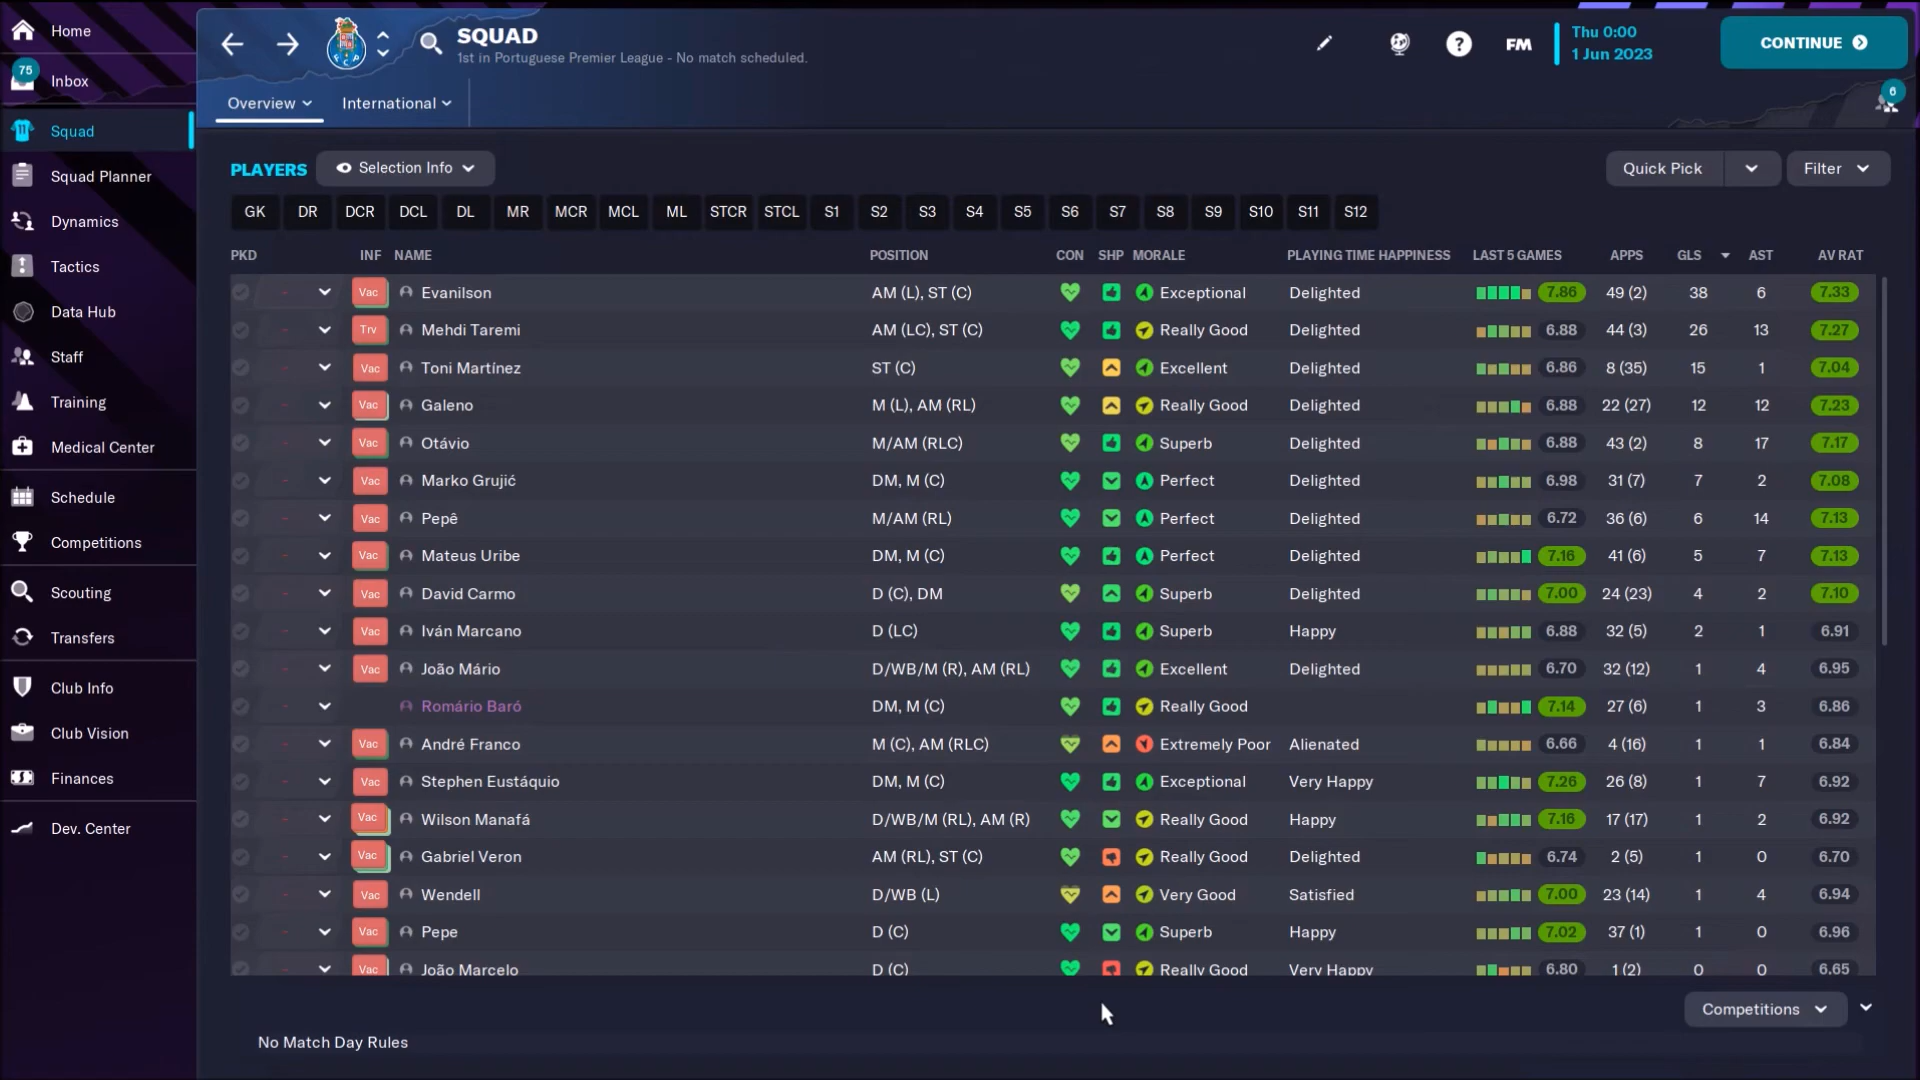 Home
75
Inbox
Squad
Squad Planner
Dynamics
Tactics
Data Hub
Staff
Training
Medical Center
Schedule
Competitions
Scouting
Transfers
Club Info
Club Vision
Finances
Dev. Center
SQUAD
1st in Portuguese Premier League - No match scheduled.
FM
Thu 0:00
1 Jun 2023
CONTINUE
6
Overview International
PLAYERS Selection Info Quick Pick Filter
GK DR DCR DCL DL MR MCR MCL ML STCR STCL S1 S2 S3 S4 S5 S6 S7 S8 S9 S10 S11 S12
PKD INF NAME POSITION CON SHP MORALE PLAYING TIME HAPPINESS LAST 5 GAMES APPS GLS AST AV RAT
- Vac Evanilson AM (L), ST (C) Exceptional Delighted 7.86 49 (2) 38 6 7.33
- Trv Mehdi Taremi AM (LC), ST (C) Really Good Delighted 6.88 44 (3) 26 13 7.27
- Vac Toni Martínez ST (C) Excellent Delighted 6.86 8 (35) 15 1 7.04
- Vac Galeno M (L), AM (RL) Really Good Delighted 6.88 22 (27) 12 12 7.23
- Vac Otávio M/AM (RLC) Superb Delighted 6.88 43 (2) 8 17 7.17
- Vac Marko Grujić DM, M (C) Perfect Delighted 6.98 31 (7) 7 2 7.08
- Vac Pepê M/AM (RL) Perfect Delighted 6.72 36 (6) 6 14 7.13
- Vac Mateus Uribe DM, M (C) Perfect Delighted 7.16 41 (6) 5 7 7.13
- Vac David Carmo D (C), DM Superb Delighted 7.00 24 (23) 4 2 7.10
- Vac Iván Marcano D (LC) Superb Happy 6.88 32 (5) 2 1 6.91
- Vac João Mário D/WB/M (R), AM (RL) Excellent Delighted 6.70 32 (12) 1 4 6.95
- Romário Baró DM, M (C) Really Good 7.14 27 (6) 1 3 6.86
- Vac André Franco M (C), AM (RLC) Extremely Poor Alienated 6.66 4 (16) 1 1 6.84
- Vac Stephen Eustáquio DM, M (C) Exceptional Very Happy 7.26 26 (8) 1 7 6.92
- Vac Wilson Manafá D/WB/M (RL), AM (R) Really Good Happy 7.16 17 (17) 1 2 6.92
- Vac Gabriel Veron AM (RL), ST (C) Really Good Delighted 6.74 2 (5) 1 0 6.70
- Vac Wendell D/WB (L) Very Good Satisfied 7.00 23 (14) 1 4 6.94
- Vac Pepe D (C) Superb Happy 7.02 37 (1) 1 0 6.96
- Vac João Marcelo D (C) Really Good Very Happy 6.80 1 (2) 0 0 6.65
Competitions
No Match Day Rules